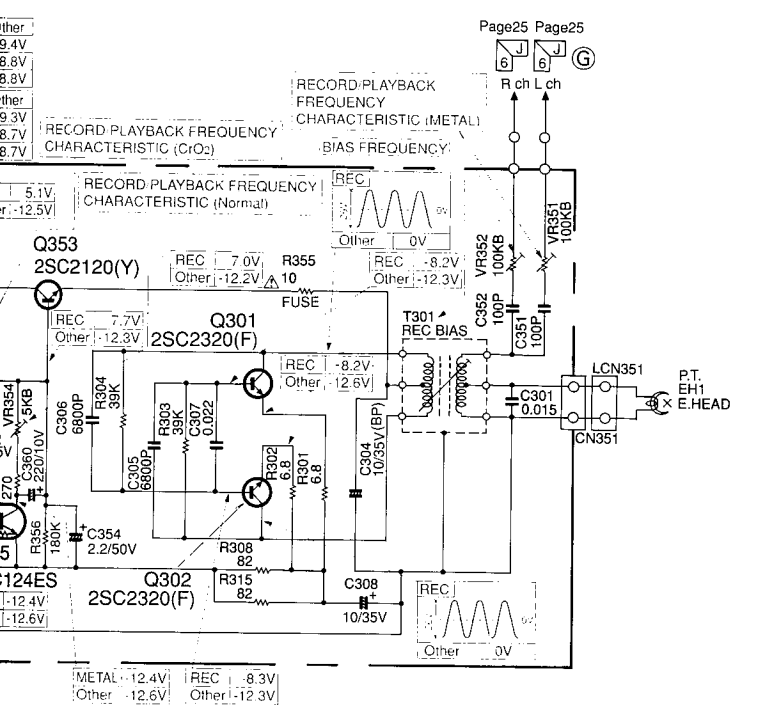 ther
9.4V
8.8V
8.8V
ther
9.3V
8.7V
8.7V
5.1V
-12.5V
Page25 Page25
J
6
J
6
G
R ch L ch
RECORD/PLAYBACK
FREQUENCY
CHARACTERISTIC (METAL)
RECORD/PLAYBACK FREQUENCY
CHARACTERISTIC (CrO2)
BIAS FREQUENCY
RECORD/PLAYBACK FREQUENCY
CHARACTERISTIC (Normal)
REC
0V
Other 0V
VR352
100KB
VR351
100KB
Q353
2SC2120(Y)
REC 7.0V
Other -12.2V
R355
10
FUSE
REC -8.2V
Other -12.3V
C352
100P
C351
100P
T301
REC BIAS
REC 7.7V
Other -12.3V
Q301
2SC2320(F)
REC -8.2V
Other -12.6V
LCN351
CN351
P.T.
EH1
E.HEAD
C301
0.015
VR354
5KB
C306
6800P
R304
39K
C305
6800P
R303
39K
C307
0.022
R302
6.8
R301
6.8
C304
10/35V(BP)
C360
220/10V
270
R356
180K
C354
2.2/50V
5
C124ES
-12.4V
-12.6V
Q302
2SC2320(F)
R308
82
R315
82
C308
10/35V
REC
0V
Other 0V
METAL -12.4V
Other -12.6V
REC -8.3V
Other -12.3V